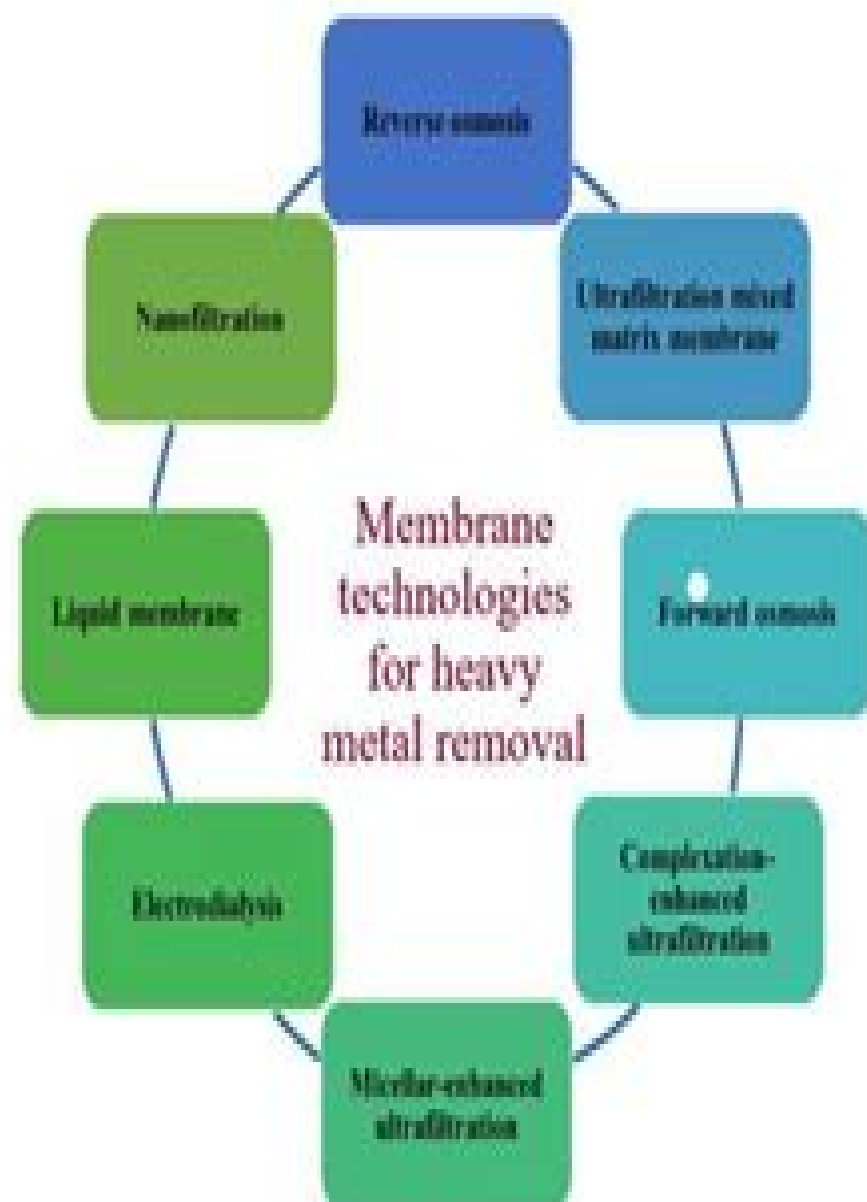 Reverse osmosis
Ultrafiltration mixed
matrix membrane
Forward osmosis
Complexation-
enhanced
ultrafiltration
Micellar-enhanced
ultrafiltration
Electrodialysis
Liquid membrane
Nanofiltration
Membrane
technologies
for heavy
metal removal